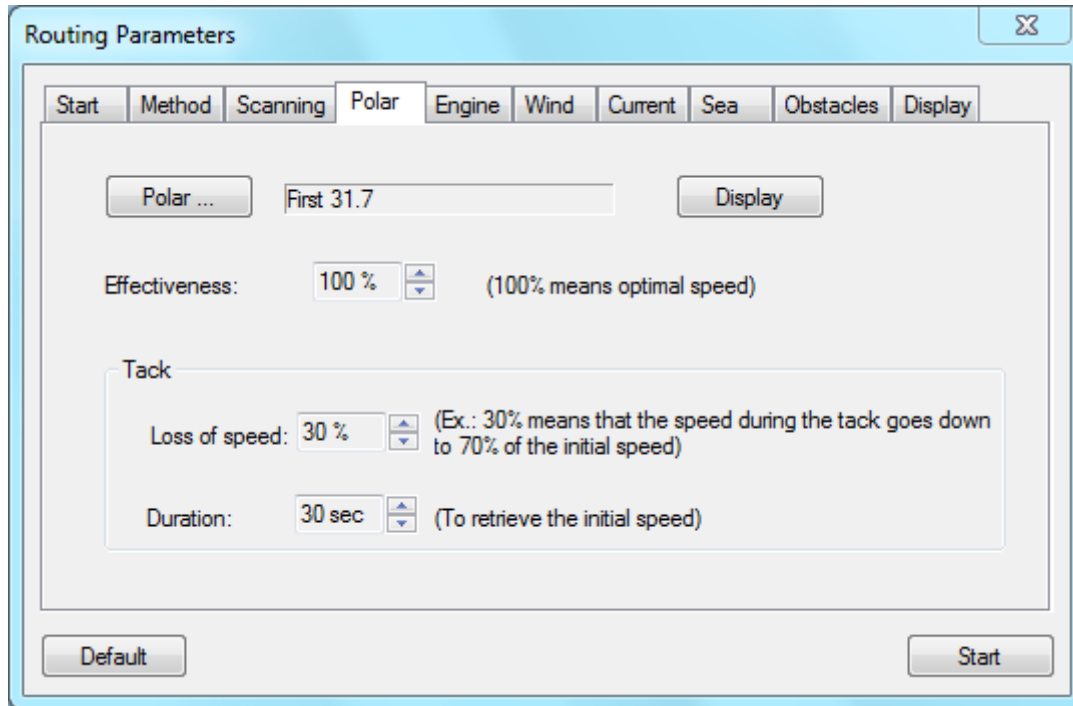 Routing Parameters
Start Method Scanning Polar Engine Wind Current Sea Obstacles Display
Polar ... First 31.7 Display
Effectiveness: 100 % (100% means optimal speed)
Tack
Loss of speed: 30 % (Ex.: 30% means that the speed during the tack goes down
to 70% of the initial speed)
Duration: 30 sec (To retrieve the initial speed)
Default Start